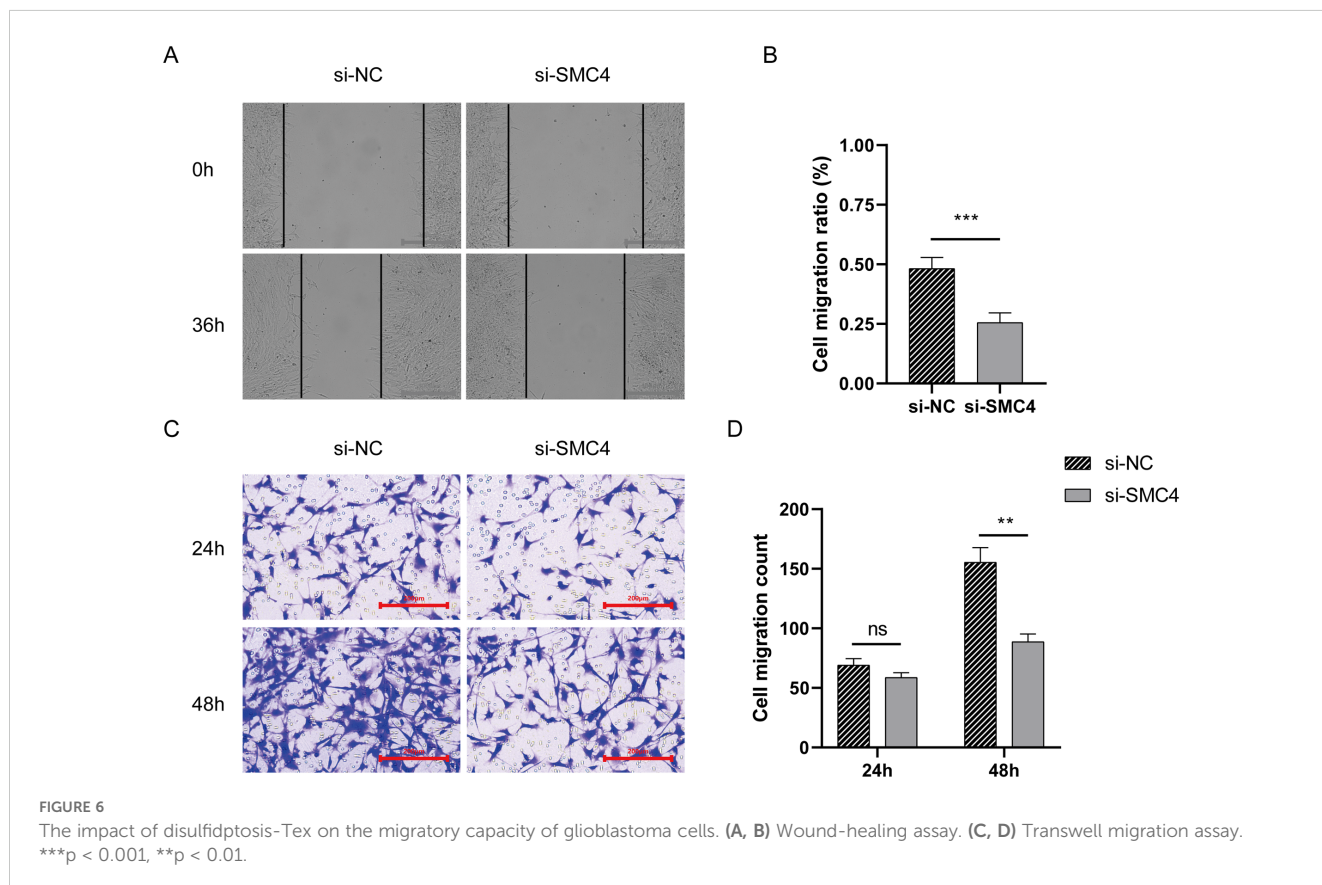 A
B
si-NC
si-SMC4
0h
36h
Cell migration ratio (%)
1.00
0.75
0.50
0.25
0.00
***
si-NC
si-SMC4
C
D
si-NC
si-SMC4
24h
48h
200μm
si-NC
si-SMC4
Cell migration count
200
150
100
50
0
ns
**
24h
48h
FIGURE 6
The impact of disulfidptosis-Tex on the migratory capacity of glioblastoma cells. (A, B) Wound-healing assay. (C, D) Transwell migration assay.
***p < 0.001, **p < 0.01.